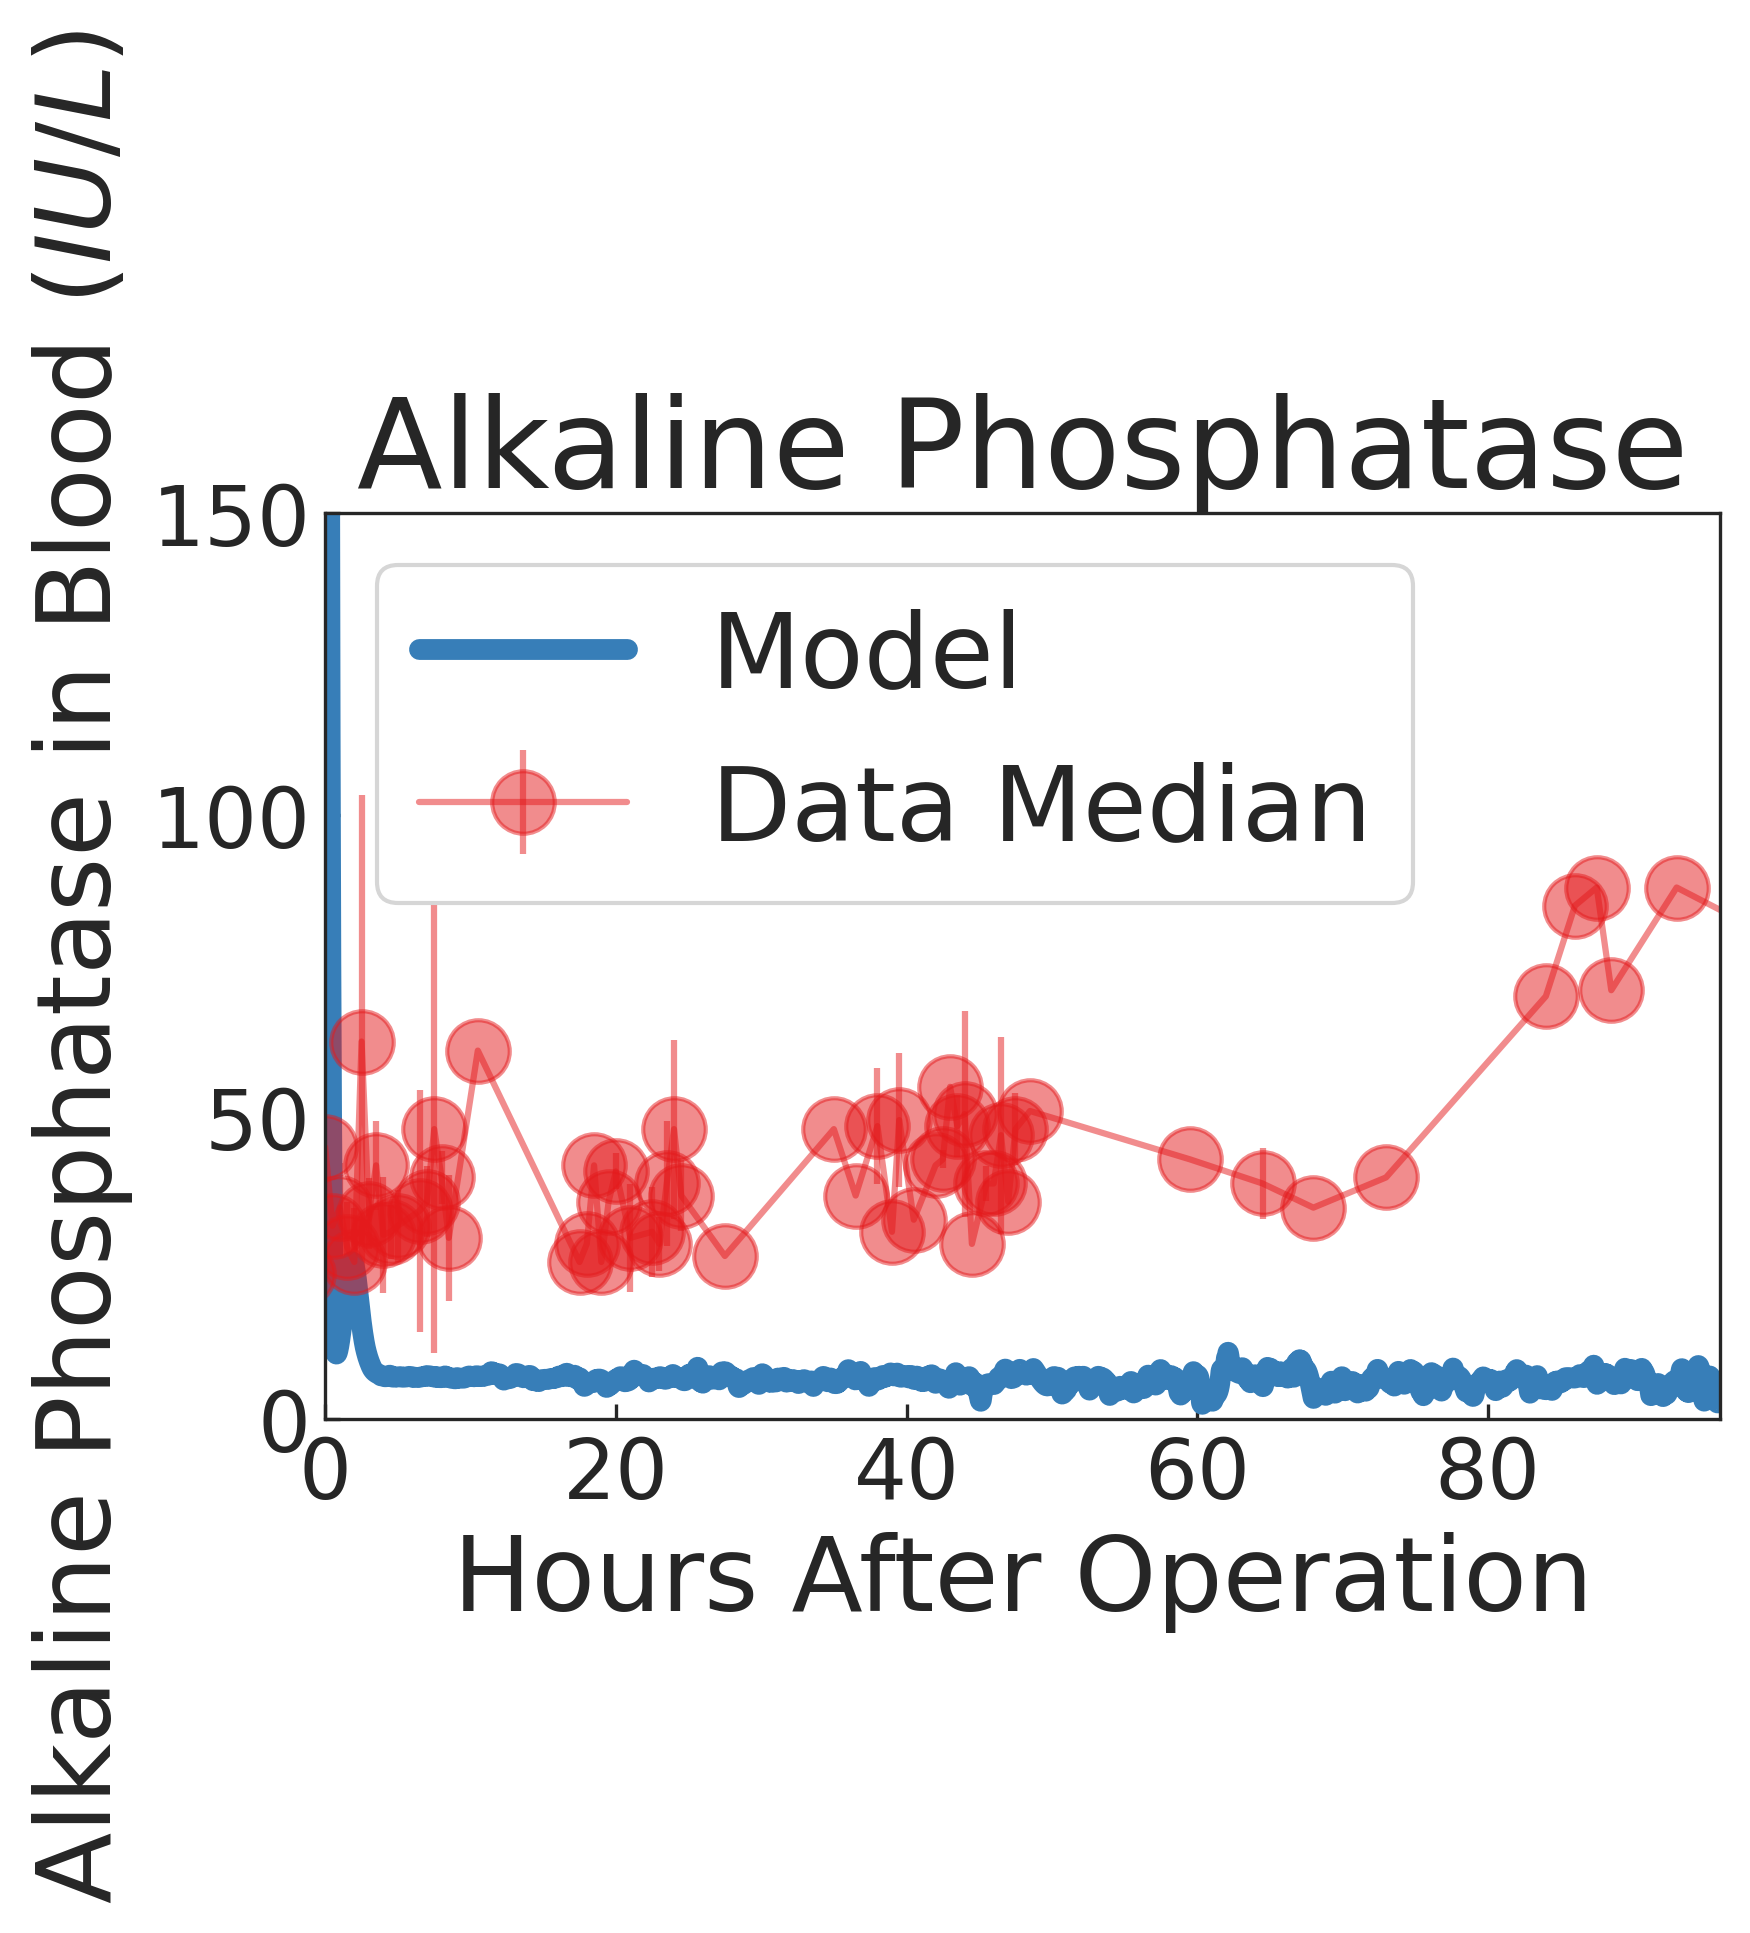 Alkaline Phosphatase
Alkaline Phosphatase in Blood (IU/L)
150
100
50
0
Model
Data Median
0 20 40 60 80
Hours After Operation